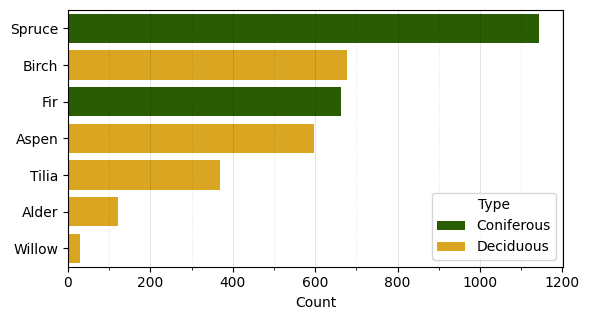 Spruce
Birch
Fir
Aspen
Tilia
Alder
Willow
Type
Coniferous
Deciduous
0 200 400 600 800 1000 1200
Count